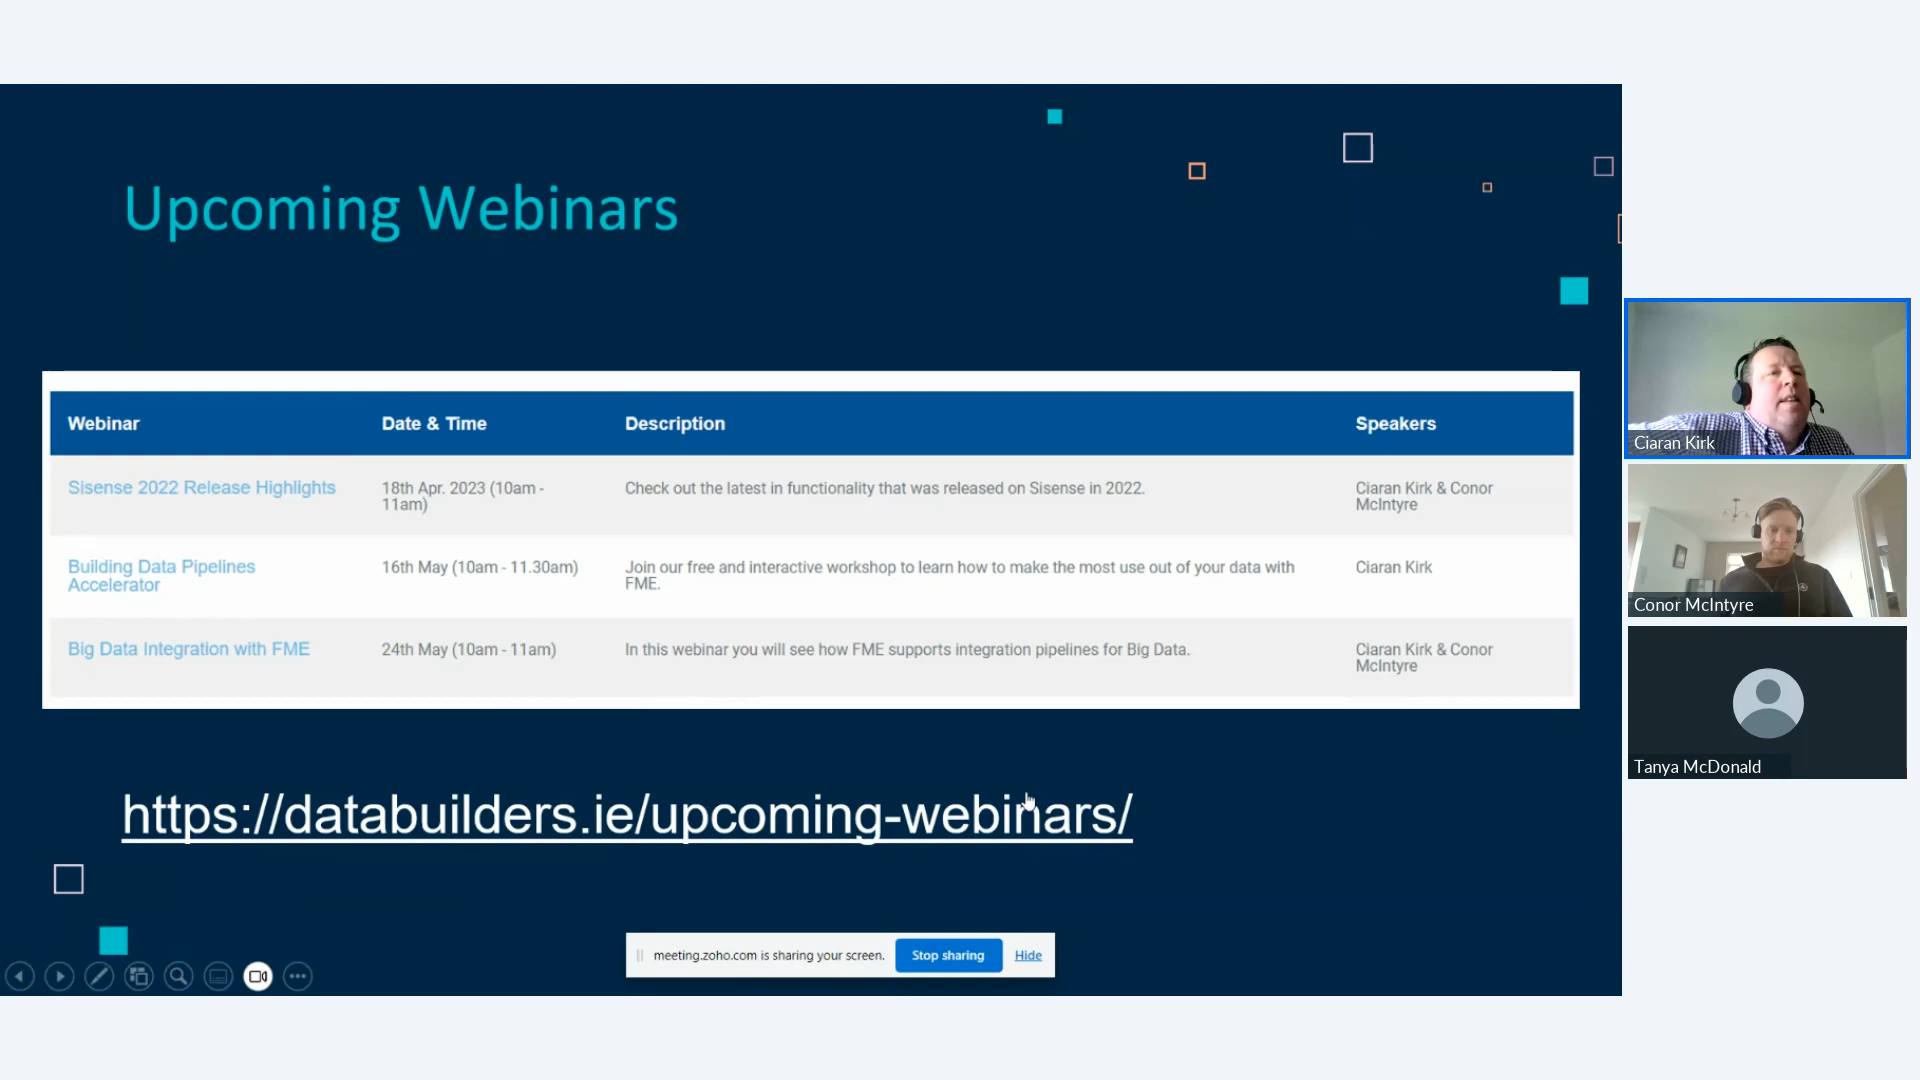 Upcoming Webinars
Webinar Date & Time Description Speakers
Sisense 2022 Release Highlights 18th Apr. 2023 (10am - Check out the latest in functionality that was released on Sisense in 2022. Ciaran Kirk & Conor
11am) McIntyre
Building Data Pipelines 16th May (10am - 11.30am) Join our free and interactive workshop to learn how to make the most use out of your data with Ciaran Kirk
Accelerator FME.
Big Data Integration with FME 24th May (10am - 11am) In this webinar you will see how FME supports integration pipelines for Big Data. Ciaran Kirk & Conor
McIntyre
https://databuilders.ie/upcoming-webinars/
meeting.zoho.com is sharing your screen. Stop sharing Hide
Ciaran Kirk
Conor McIntyre
Tanya McDonald